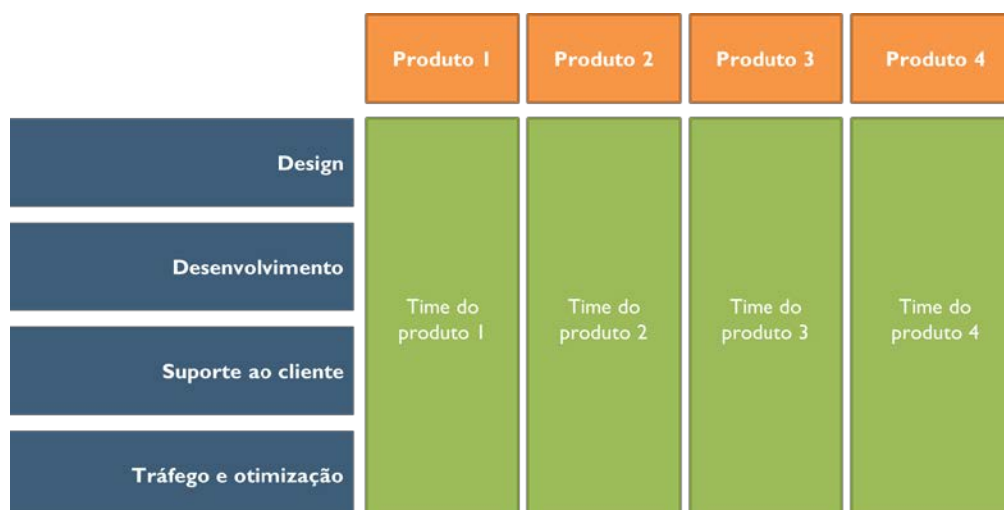 Produto 1
Produto 2
Produto 3
Produto 4
Design
Desenvolvimento
Suporte ao cliente
Tráfego e otimização
Time do
produto 1
Time do
produto 2
Time do
produto 3
Time do
produto 4